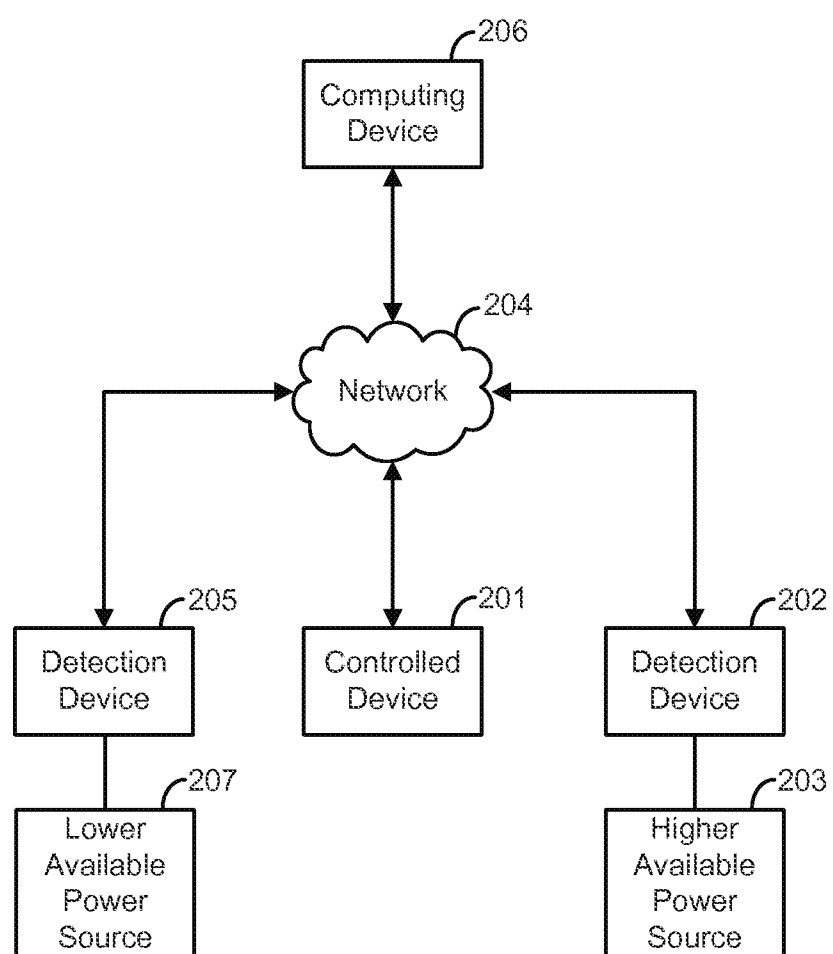 206
Computing
Device
204
Network
205
Detection
Device
201
Controlled
Device
202
Detection
Device
207
Lower
Available
Power
Source
203
Higher
Available
Power
Source